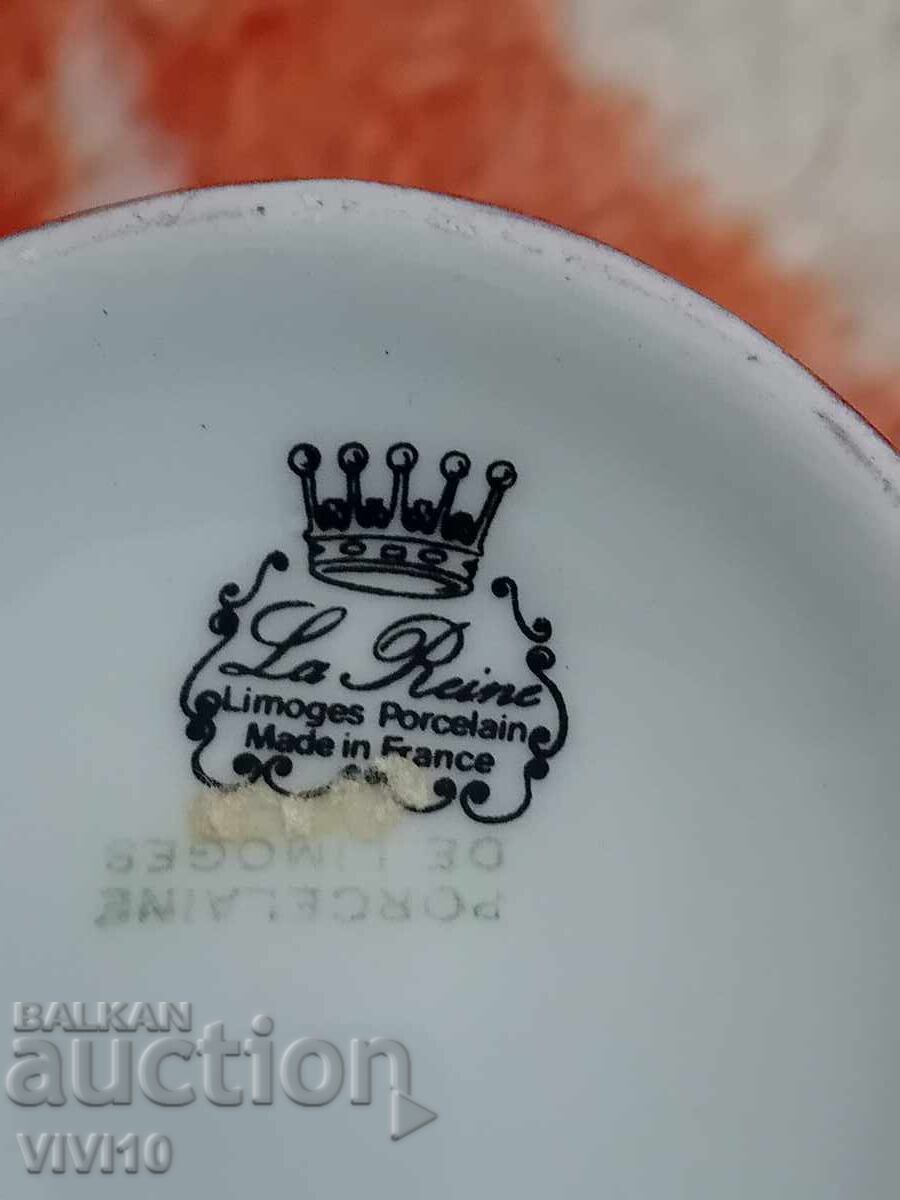 La Reine
Limoges Porcelain
Made in France
PORCELAINE
DE LIMOGES
BALKAN
auction
VIVI10